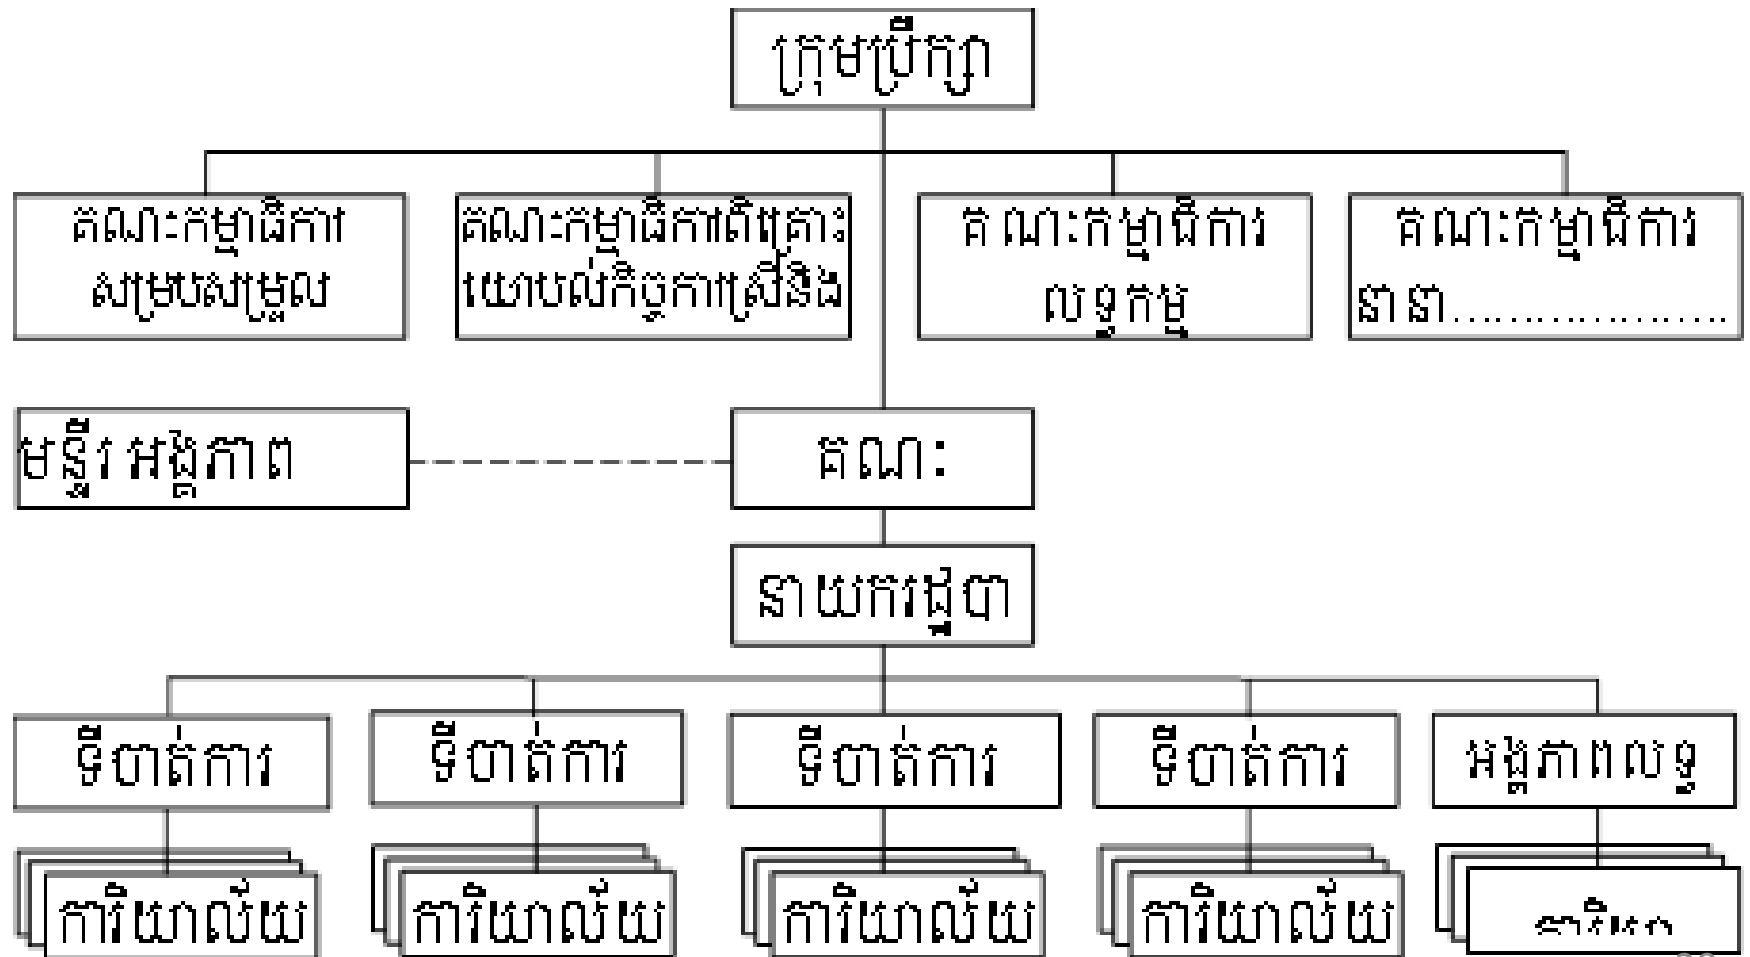 ក្រុមប្រឹក្សា
គណៈកម្មាធិការ
សម្របសម្រួល
គណៈកម្មាធិការពិគ្រោះ
យោបល់កិច្ចការស្រីនិង
គណៈកម្មាធិការ
លទ្ធកម្ម
គណៈកម្មាធិការ
នានា....................
មន្ទីរ អង្គភាព
គណៈ
នាយករដ្ឋបា
ទីចាត់ការ
ទីចាត់ការ
ទីចាត់ការ
ទីចាត់ការ
អង្គភាពលទ្ធ
ការិយាល័យ
ការិយាល័យ
ការិយាល័យ
ការិយាល័យ